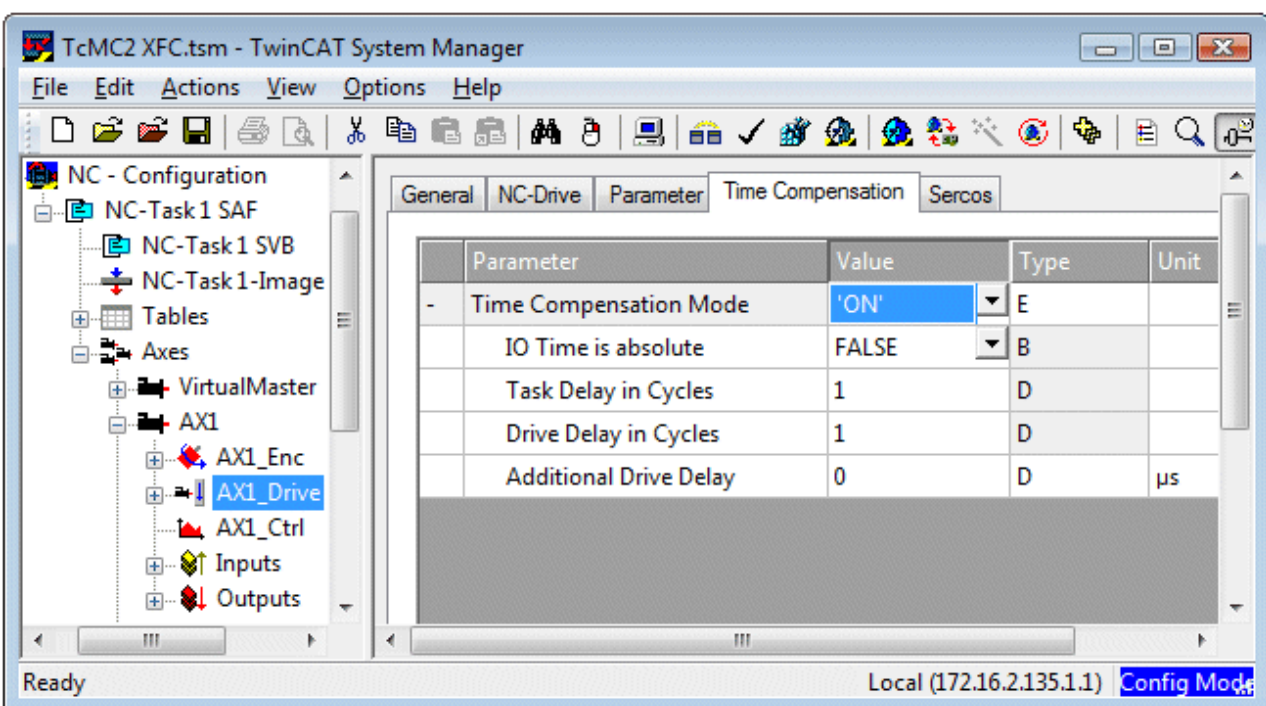 TcMC2 XFC.tsm - TwinCAT System Manager
File Edit Actions View Options Help
NC - Configuration
NC-Task 1 SAF
NC-Task 1 SVB
NC-Task 1-Image
Tables
Axes
VirtualMaster
AX1
AX1_Enc
AX1_Drive
AX1_Ctrl
Inputs
Outputs
General NC-Drive Parameter Time Compensation Sercos
Parameter Value Type Unit
- Time Compensation Mode 'ON' E
IO Time is absolute FALSE B
Task Delay in Cycles 1 D
Drive Delay in Cycles 1 D
Additional Drive Delay 0 D µs
Ready Local (172.16.2.135.1.1) Config Mode